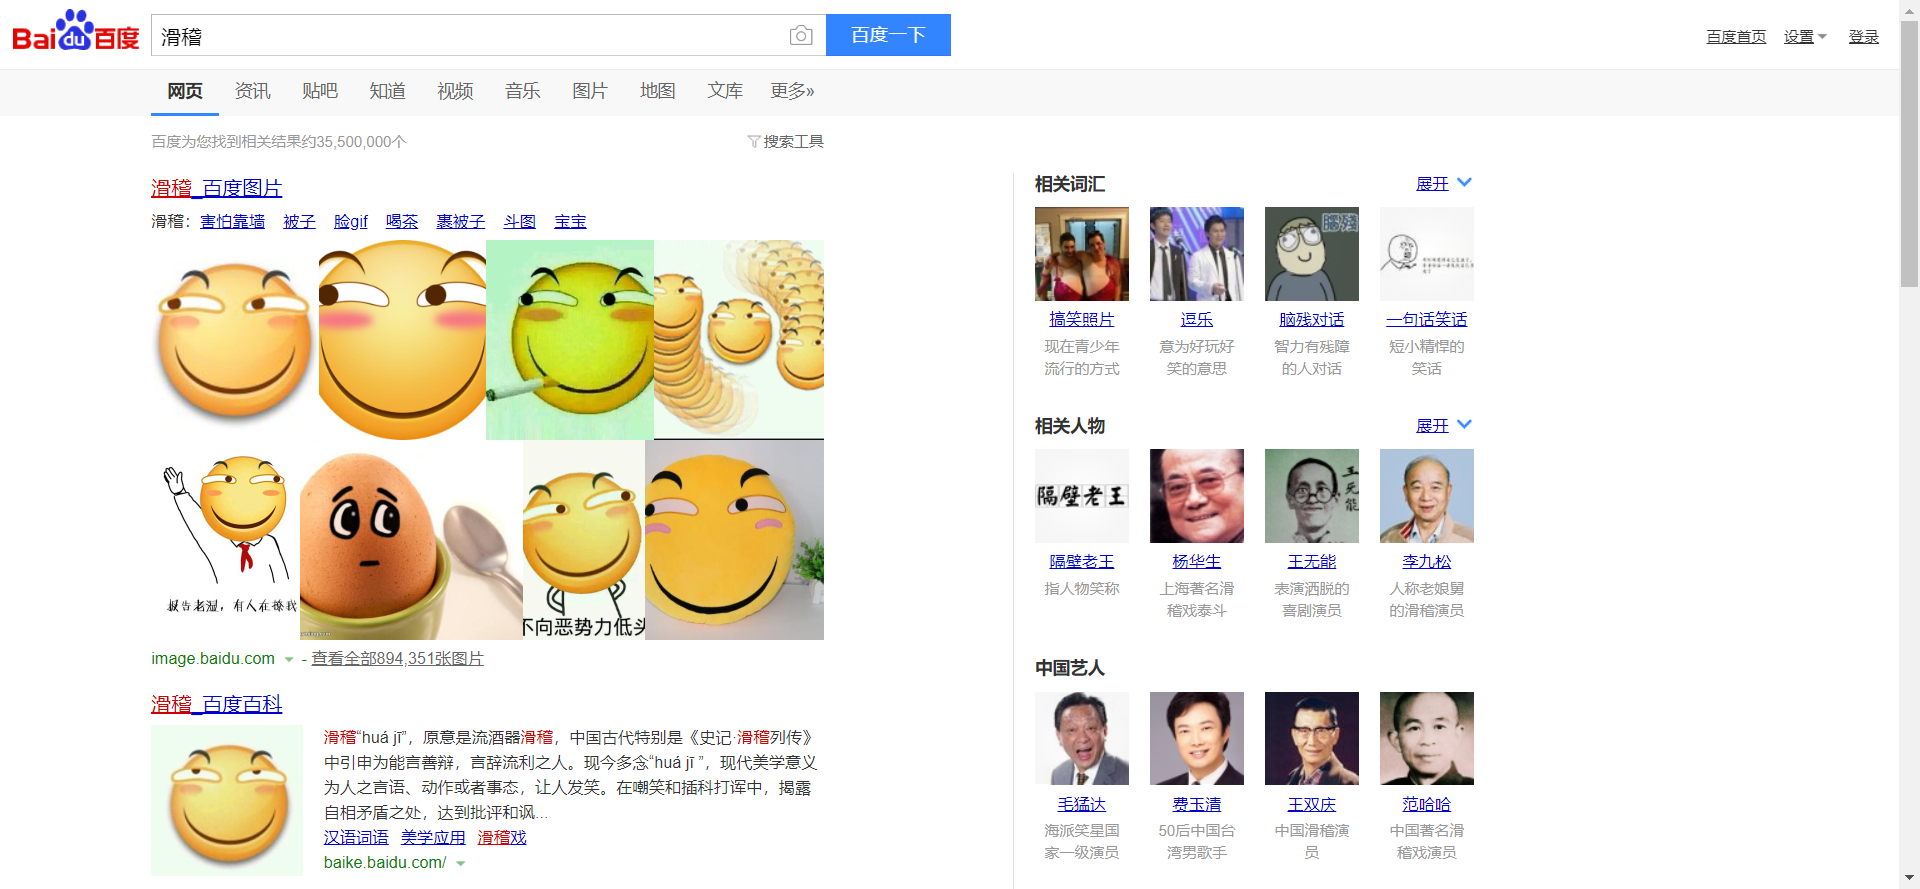 Bai du 百度
滑稽
百度一下
百度首页 设置 登录
网页 资讯 贴吧 知道 视频 音乐 图片 地图 文库 更多»
百度为您找到相关结果约35,500,000个
搜索工具
滑稽_百度图片
滑稽： 害怕靠墙 被子 脸gif 喝茶 裹被子 斗图 宝宝
报告老湿，有人在撩我
不向恶势力低头
image.baidu.com - 查看全部894,351张图片
滑稽_百度百科
滑稽“huá jī”，原意是流酒器滑稽，中国古代特别是《史记·滑稽列传》
中引申为能言善辩，言辞流利之人。现今多念“huá jī ”，现代美学意义
为人之言语、动作或者事态，让人发笑。在嘲笑和插科打诨中，揭露
自相矛盾之处，达到批评和讽...
汉语词语 美学应用 滑稽戏
baike.baidu.com/
相关词汇 展开
脑残
搞笑照片 逗乐 脑残对话 一句话笑话
现在青少年 意为好玩好 智力有残障 短小精悍的
流行的方式 笑的意思 的人对话 笑话
相关人物 展开
隔壁老王
王无能
隔壁老王 杨华生 王无能 李九松
指人物笑称 上海著名滑 表演洒脱的 人称老娘舅
稽戏泰斗 喜剧演员 的滑稽演员
中国艺人
毛猛达 费玉清 王双庆 范哈哈
海派笑星国 50后中国台 中国滑稽演 中国著名滑
家一级演员 湾男歌手 员 稽戏演员